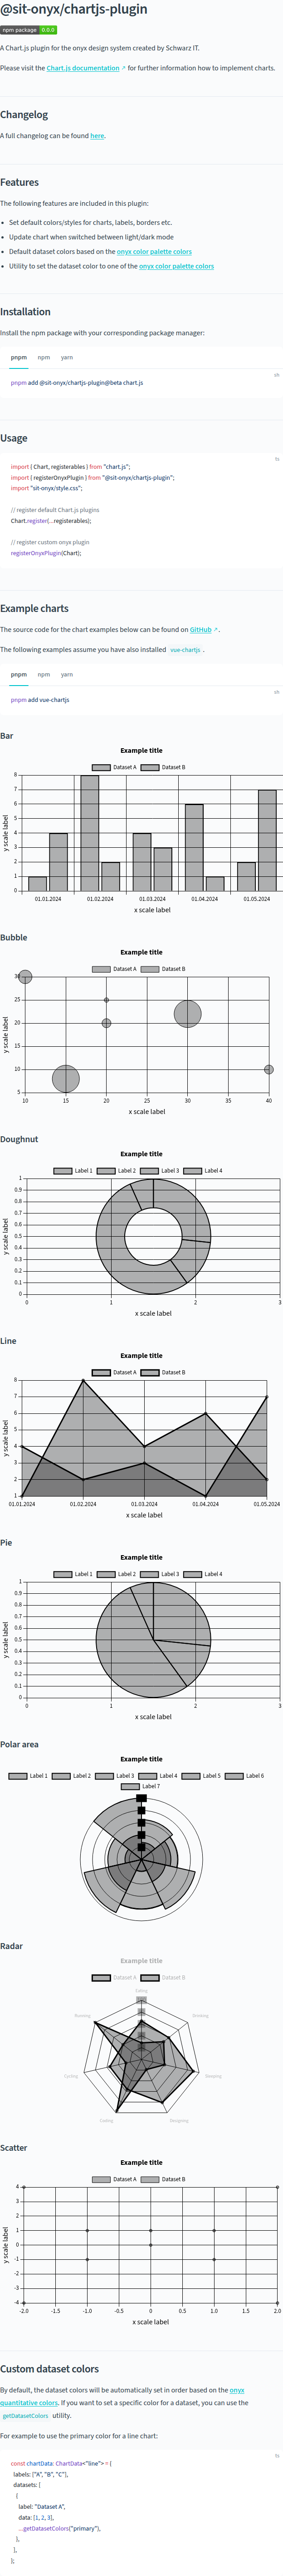 @sit-onyx/chartjs-plugin
npm package 0.0.0
A Chart.js plugin for the onyx design system created by Schwarz IT.
Please visit the Chart.js documentation ↗ for further information how to implement charts.
Changelog
A full changelog can be found here.
Features
The following features are included in this plugin:
• Set default colors/styles for charts, labels, borders etc.
• Update chart when switched between light/dark mode
• Default dataset colors based on the onyx color palette colors
• Utility to set the dataset color to one of the onyx color palette colors
Installation
Install the npm package with your corresponding package manager:
pnpm npm yarn
sh
pnpm add @sit-onyx/chartjs-plugin@beta chart.js
Usage
ts
import { Chart, registerables } from "chart.js";
import { registerOnyxPlugin } from "@sit-onyx/chartjs-plugin";
import "sit-onyx/style.css";
// register default Chart.js plugins
Chart.register(...registerables);
// register custom onyx plugin
registerOnyxPlugin(Chart);
Example charts
The source code for the chart examples below can be found on GitHub ↗.
The following examples assume you have also installed vue-chartjs .
pnpm npm yarn
sh
pnpm add vue-chartjs
Bar
Example title
Dataset A Dataset B
y scale label
8
7
6
5
4
3
2
1
0
01.01.2024 01.02.2024 01.03.2024 01.04.2024 01.05.2024
x scale label
Bubble
Example title
Dataset A Dataset B
y scale label
30
25
20
15
10
5
10 15 20 25 30 35 40
x scale label
Doughnut
Example title
Label 1 Label 2 Label 3 Label 4
y scale label
1
0.9
0.8
0.7
0.6
0.5
0.4
0.3
0.2
0.1
0
0 1 2 3
x scale label
Line
Example title
Dataset A Dataset B
y scale label
8
7
6
5
4
3
2
1
01.01.2024 01.02.2024 01.03.2024 01.04.2024 01.05.2024
x scale label
Pie
Example title
Label 1 Label 2 Label 3 Label 4
y scale label
1
0.9
0.8
0.7
0.6
0.5
0.4
0.3
0.2
0.1
0
0 1 2 3
x scale label
Polar area
Example title
Label 1 Label 2 Label 3 Label 4 Label 5 Label 6
Label 7
Radar
Example title
Dataset A Dataset B
Eating
Running Drinking
Cycling Sleeping
Coding Designing
Scatter
Example title
Dataset A Dataset B
y scale label
4
3
2
1
0
-1
-2
-3
-4
-2.0 -1.5 -1.0 -0.5 0 0.5 1.0 1.5 2.0
x scale label
Custom dataset colors
By default, the dataset colors will be automatically set in order based on the onyx
quantitative colors. If you want to set a specific color for a dataset, you can use the
getDatasetColors utility.
For example to use the primary color for a line chart:
ts
const chartData: ChartData<"line"> = {
labels: ["A", "B", "C"],
datasets: [
{
label: "Dataset A",
data: [1, 2, 3],
...getDatasetColors("primary"),
},
],
};